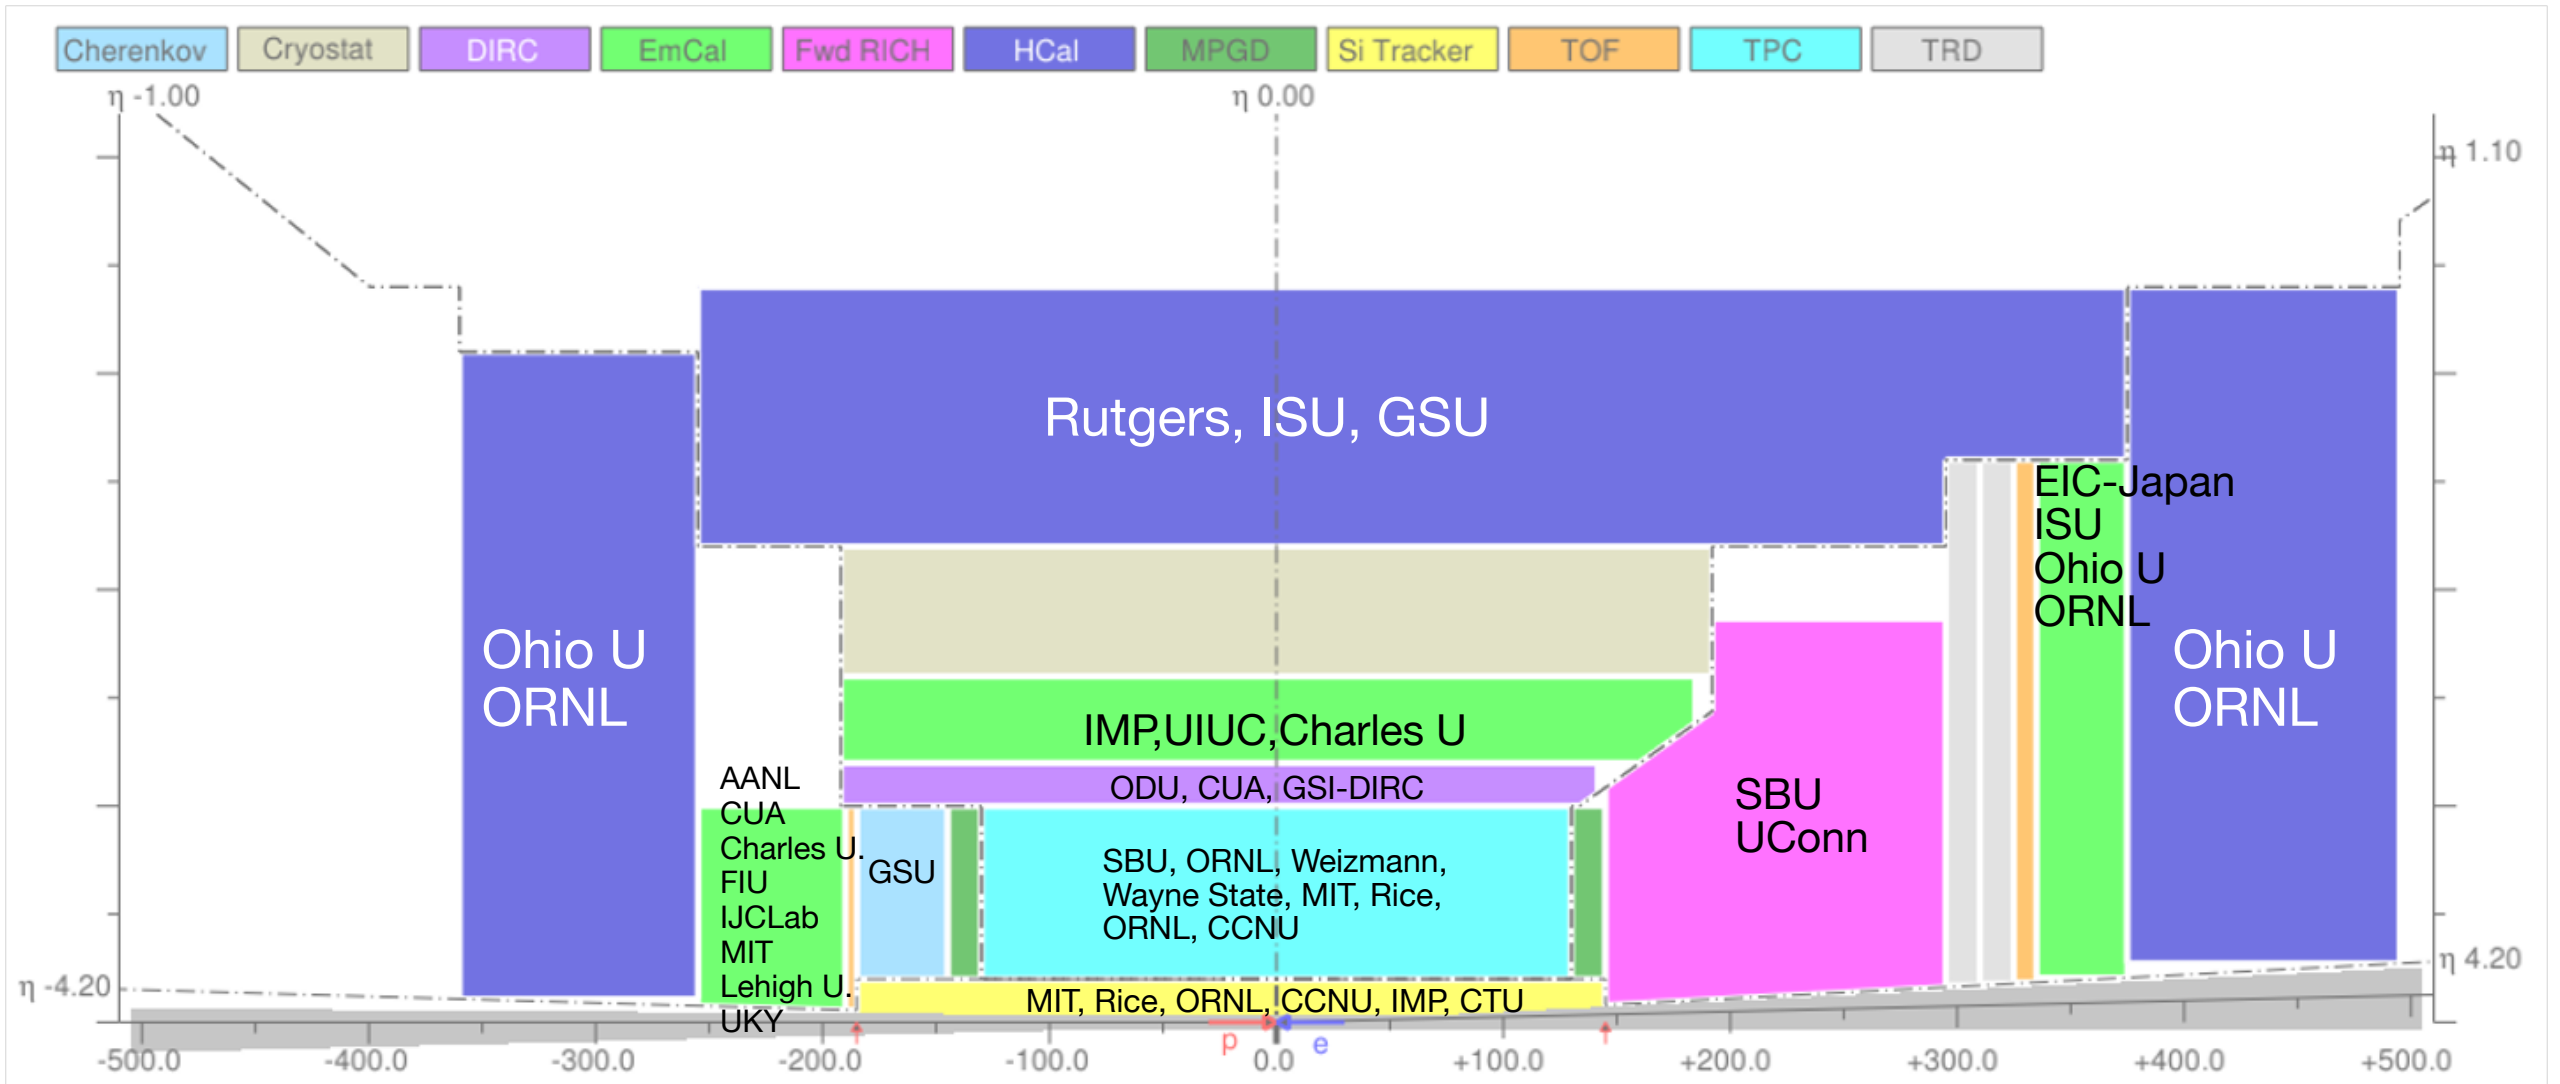 Cherenkov Cryostat DIRC EmCal Fwd RICH HCal MPGD Si Tracker TOF TPC TRD
η -1.00
η 0.00
η 1.10
Rutgers, ISU, GSU
EIC-Japan
ISU
Ohio U
ORNL
Ohio U
ORNL
Ohio U
ORNL
IMP,UIUC,Charles U
ODU, CUA, GSI-DIRC
AANL
CUA
Charles U.
FIU
IJCLab
MIT
Lehigh U.
UKY
GSU
SBU, ORNL, Weizmann,
Wayne State, MIT, Rice,
ORNL, CCNU
SBU
UConn
η -4.20
η 4.20
MIT, Rice, ORNL, CCNU, IMP, CTU
p
e
-500.0 -400.0 -300.0 -200.0 -100.0 0.0 +100.0 +200.0 +300.0 +400.0 +500.0